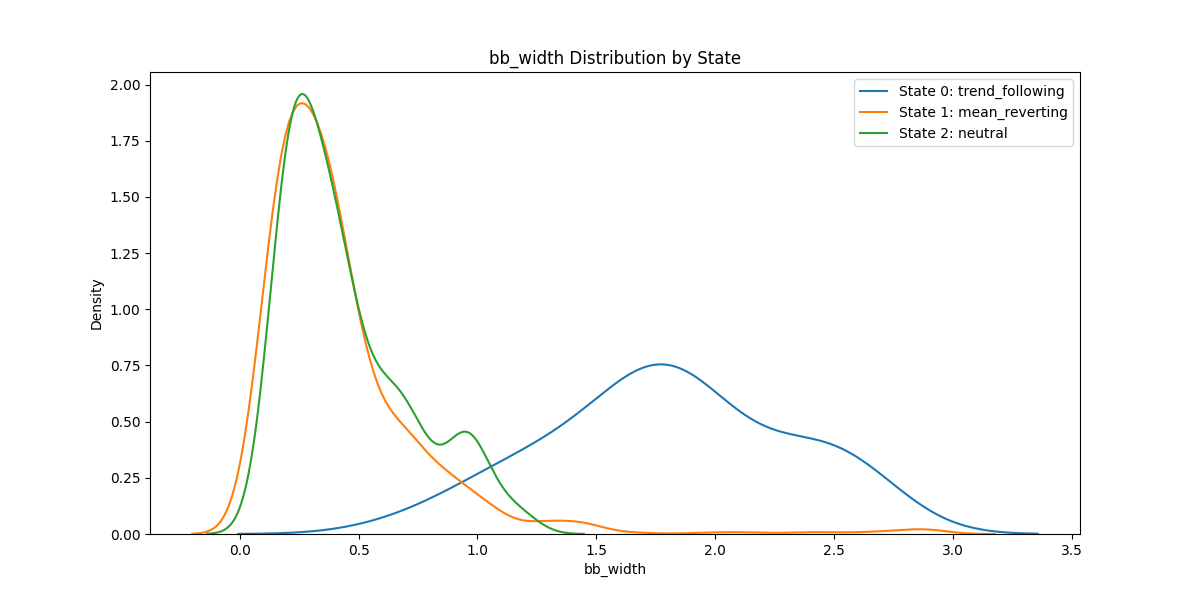 bb_width Distribution by State
State 0: trend_following
State 1: mean_reverting
State 2: neutral
Density
2.00
1.75
1.50
1.25
1.00
0.75
0.50
0.25
0.00
0.0 0.5 1.0 1.5 2.0 2.5 3.0 3.5
bb_width